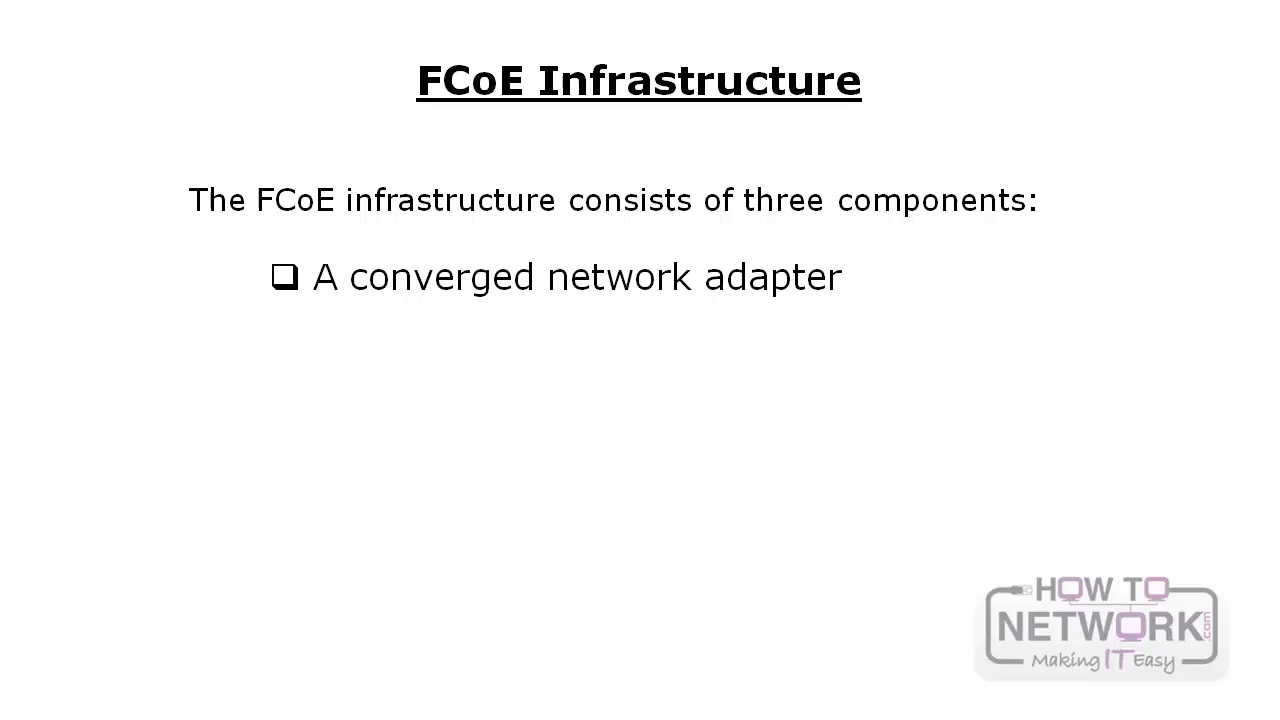 FCoE Infrastructure
The FCoE infrastructure consists of three components:
❑ A converged network adapter
HOW TO
NETWORK.com
Making IT Easy